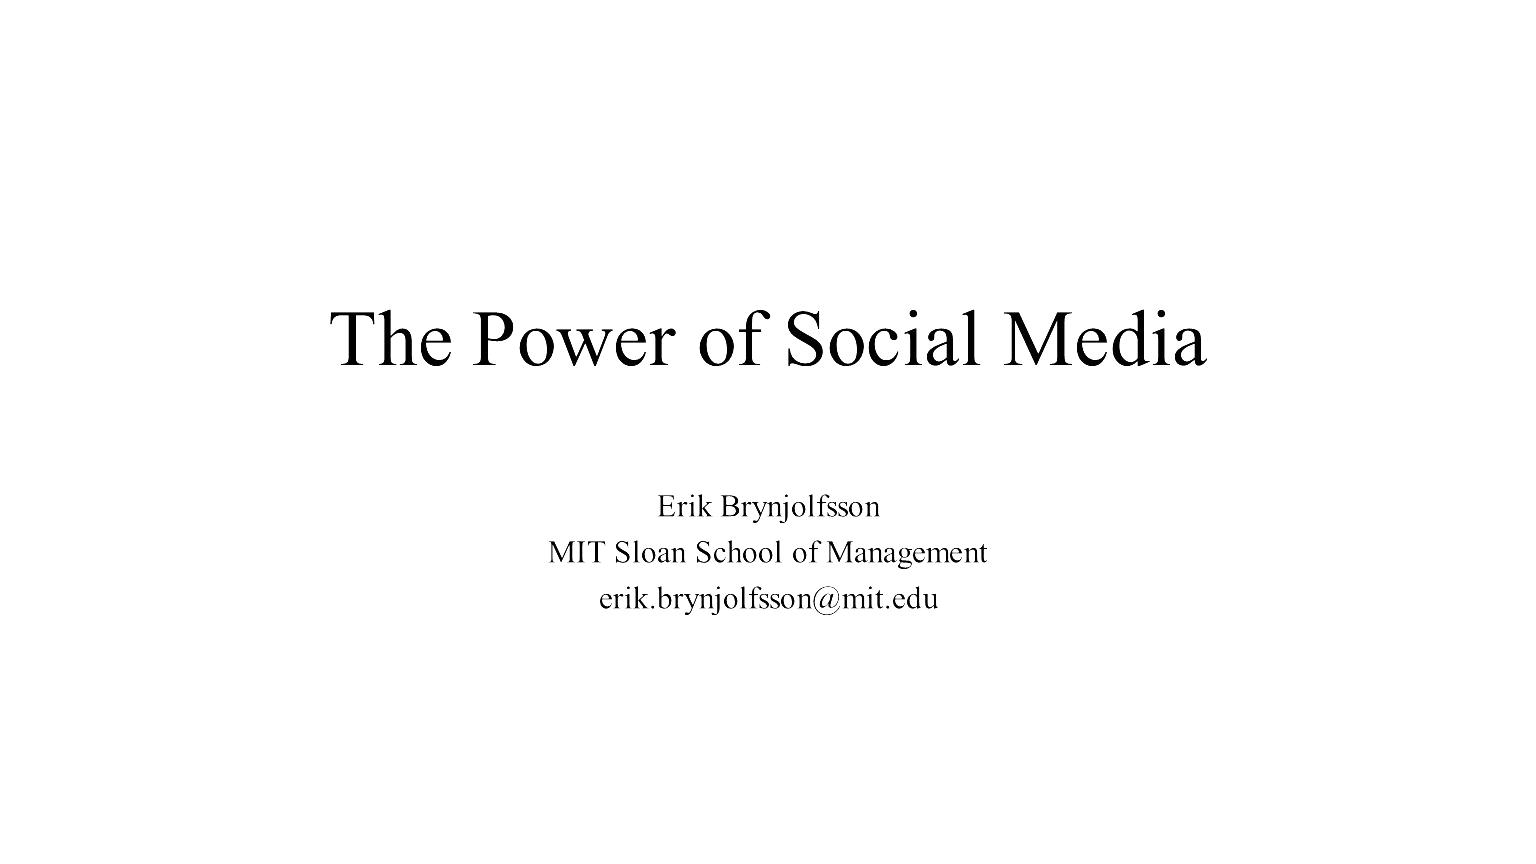 The Power of Social Media
Erik Brynjolfsson
MIT Sloan School of Management
erik.brynjolfsson@mit.edu